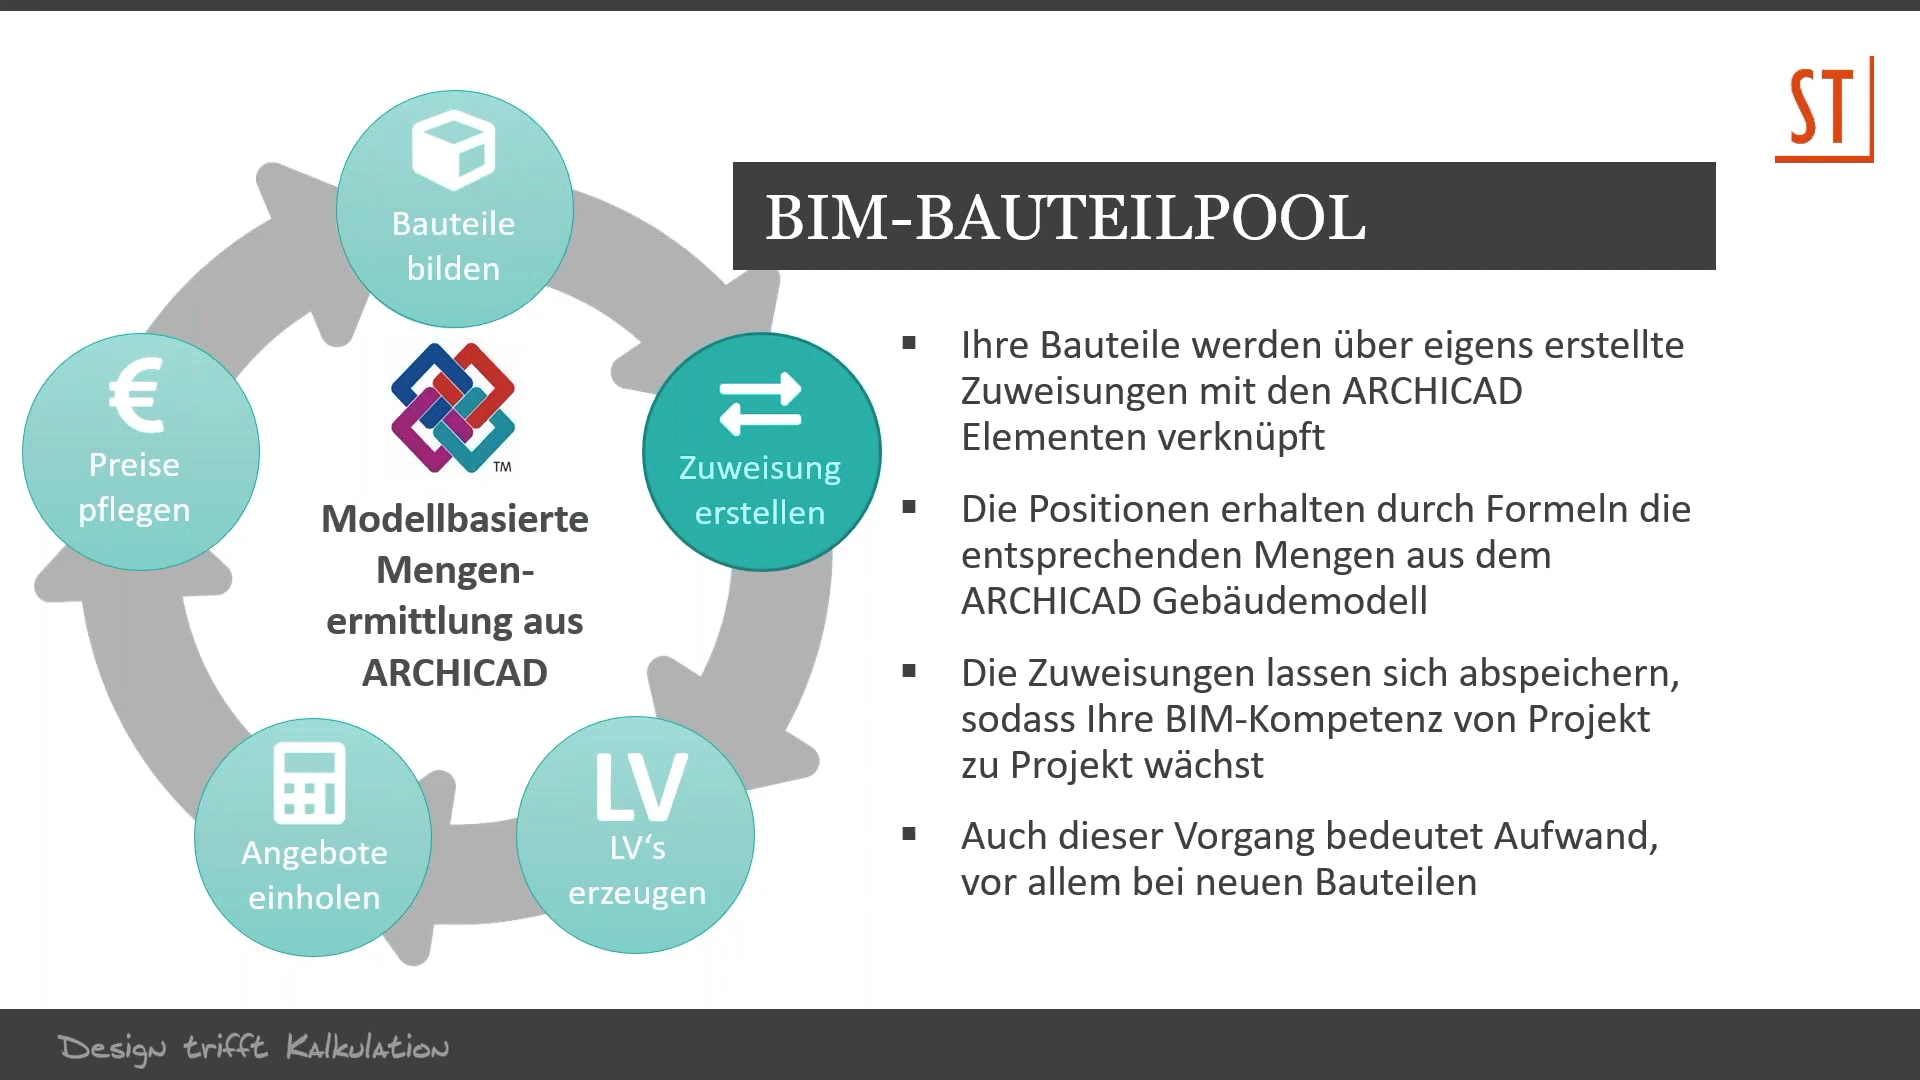 ST
BIM-BAUTEILPOOL
Bauteile
bilden
Zuweisung
erstellen
LV
LV‘s
erzeugen
Angebote
einholen
€
Preise
pflegen
TM
Modellbasierte
Mengen-
ermittlung aus
ARCHICAD
▪ Ihre Bauteile werden über eigens erstellte
Zuweisungen mit den ARCHICAD
Elementen verknüpft
▪ Die Positionen erhalten durch Formeln die
entsprechenden Mengen aus dem
ARCHICAD Gebäudemodell
▪ Die Zuweisungen lassen sich abspeichern,
sodass Ihre BIM-Kompetenz von Projekt
zu Projekt wächst
▪ Auch dieser Vorgang bedeutet Aufwand,
vor allem bei neuen Bauteilen
Design trifft Kalkulation